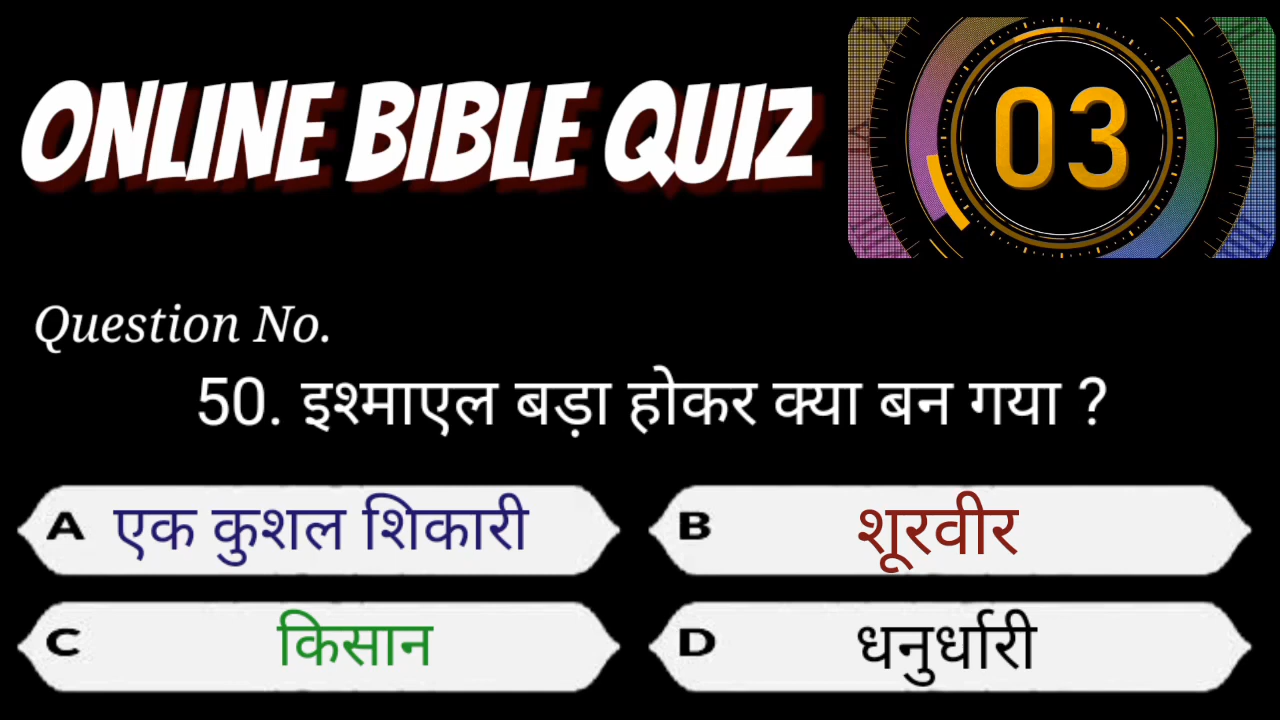 ONLINE BIBLE QUIZ
03
Question No.
50. इश्माएल बड़ा होकर क्या बन गया ?
A एक कुशल शिकारी
B शूरवीर
C किसान
D धनुर्धारी